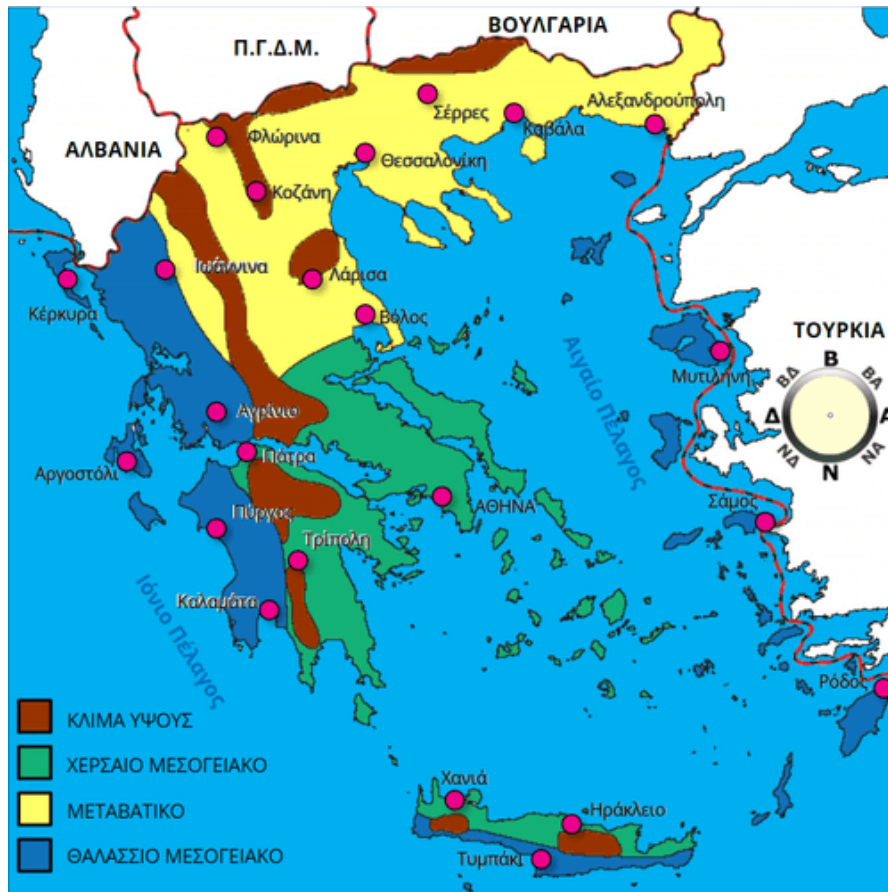 ΒΟΥΛΓΑΡΙΑ
Π.Γ.Δ.Μ.
Σέρρες
Αλεξανδρούπολη
Καβάλα
Φλώρινα
ΑΛΒΑΝΙΑ
Θεσσαλονίκη
Κοζάνη
Ιωάννινα
Λάρισα
Κέρκυρα
Βόλος
ΤΟΥΡΚΙΑ
Αιγαίο Πέλαγος
Μυτιλήνη
Β
ΒΔ
ΒΑ
Δ
Α
ΝΔ
ΝΑ
Ν
Αγρίνιο
Πάτρα
Αργοστόλι
ΑΘΗΝΑ
Σάμος
Πύργος
Τρίπολη
Καλαμάτα
Ιόνιο Πέλαγος
Ρόδος
ΚΛΙΜΑ ΥΨΟΥΣ
ΧΕΡΣΑΙΟ ΜΕΣΟΓΕΙΑΚΟ
ΜΕΤΑΒΑΤΙΚΟ
ΘΑΛΑΣΣΙΟ ΜΕΣΟΓΕΙΑΚΟ
Χανιά
Ηράκλειο
Τυμπάκι